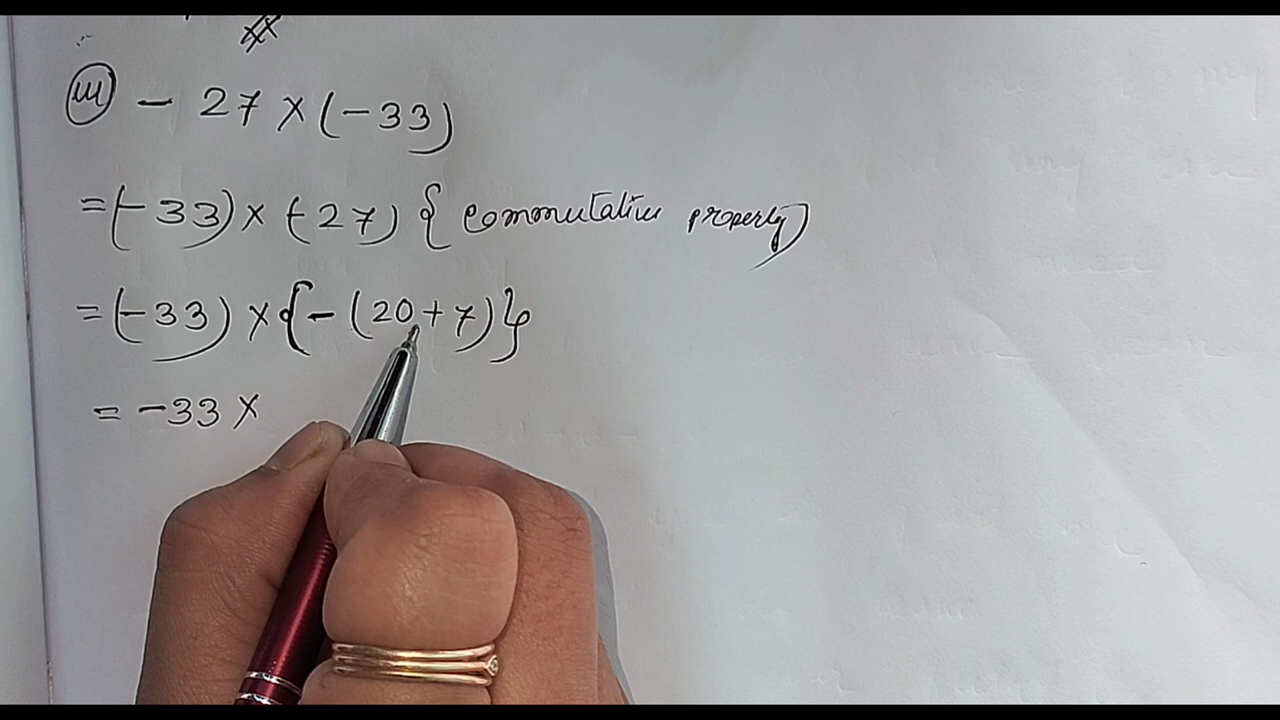 (iii) - 27 × (-33)
= (-33) × (-27) { commutative property)
= (-33) × {- (20 + 7)}
= -33 ×